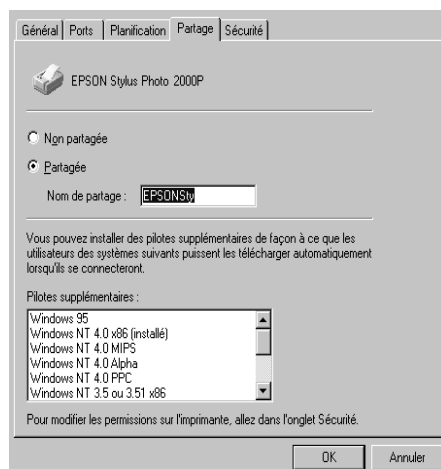 Général Ports Planification Partage Sécurité
EPSON Stylus Photo 2000P
Non partagée
Partagée
Nom de partage : EPSONSty
Vous pouvez installer des pilotes supplémentaires de façon à ce que les
utilisateurs des systèmes suivants puissent les télécharger automatiquement
lorsqu'ils se connecteront.
Pilotes supplémentaires :
Windows 95
Windows NT 4.0 x86 (installé)
Windows NT 4.0 MIPS
Windows NT 4.0 Alpha
Windows NT 4.0 PPC
Windows NT 3.5 ou 3.51 x86
Pour modifier les permissions sur l'imprimante, allez dans l'onglet Sécurité.
OK Annuler